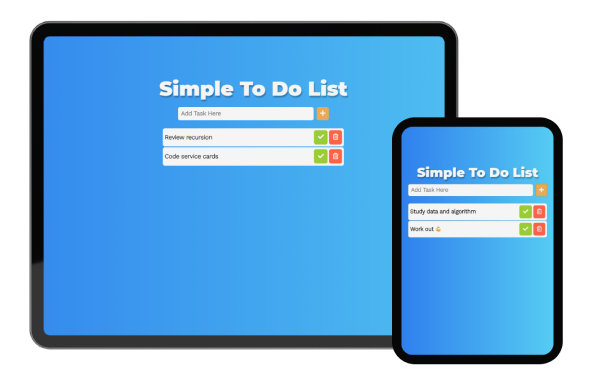 Simple To Do List
Add Task Here
Review recursion
Code service cards
Simple To Do List
Add Task Here
Study data and algorithm
Work out 💪